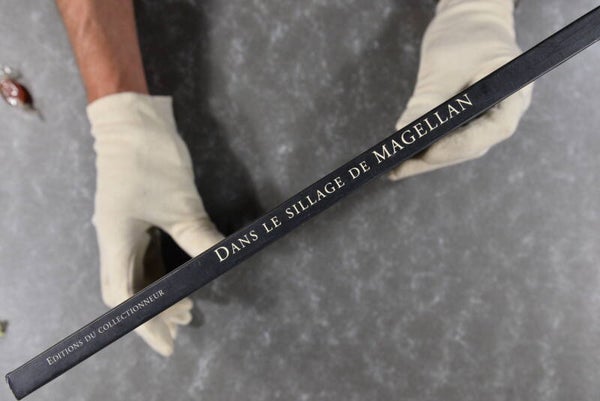 EDITIONS DU COLLECTIONNEUR
DANS LE SILLAGE DE MAGELLAN